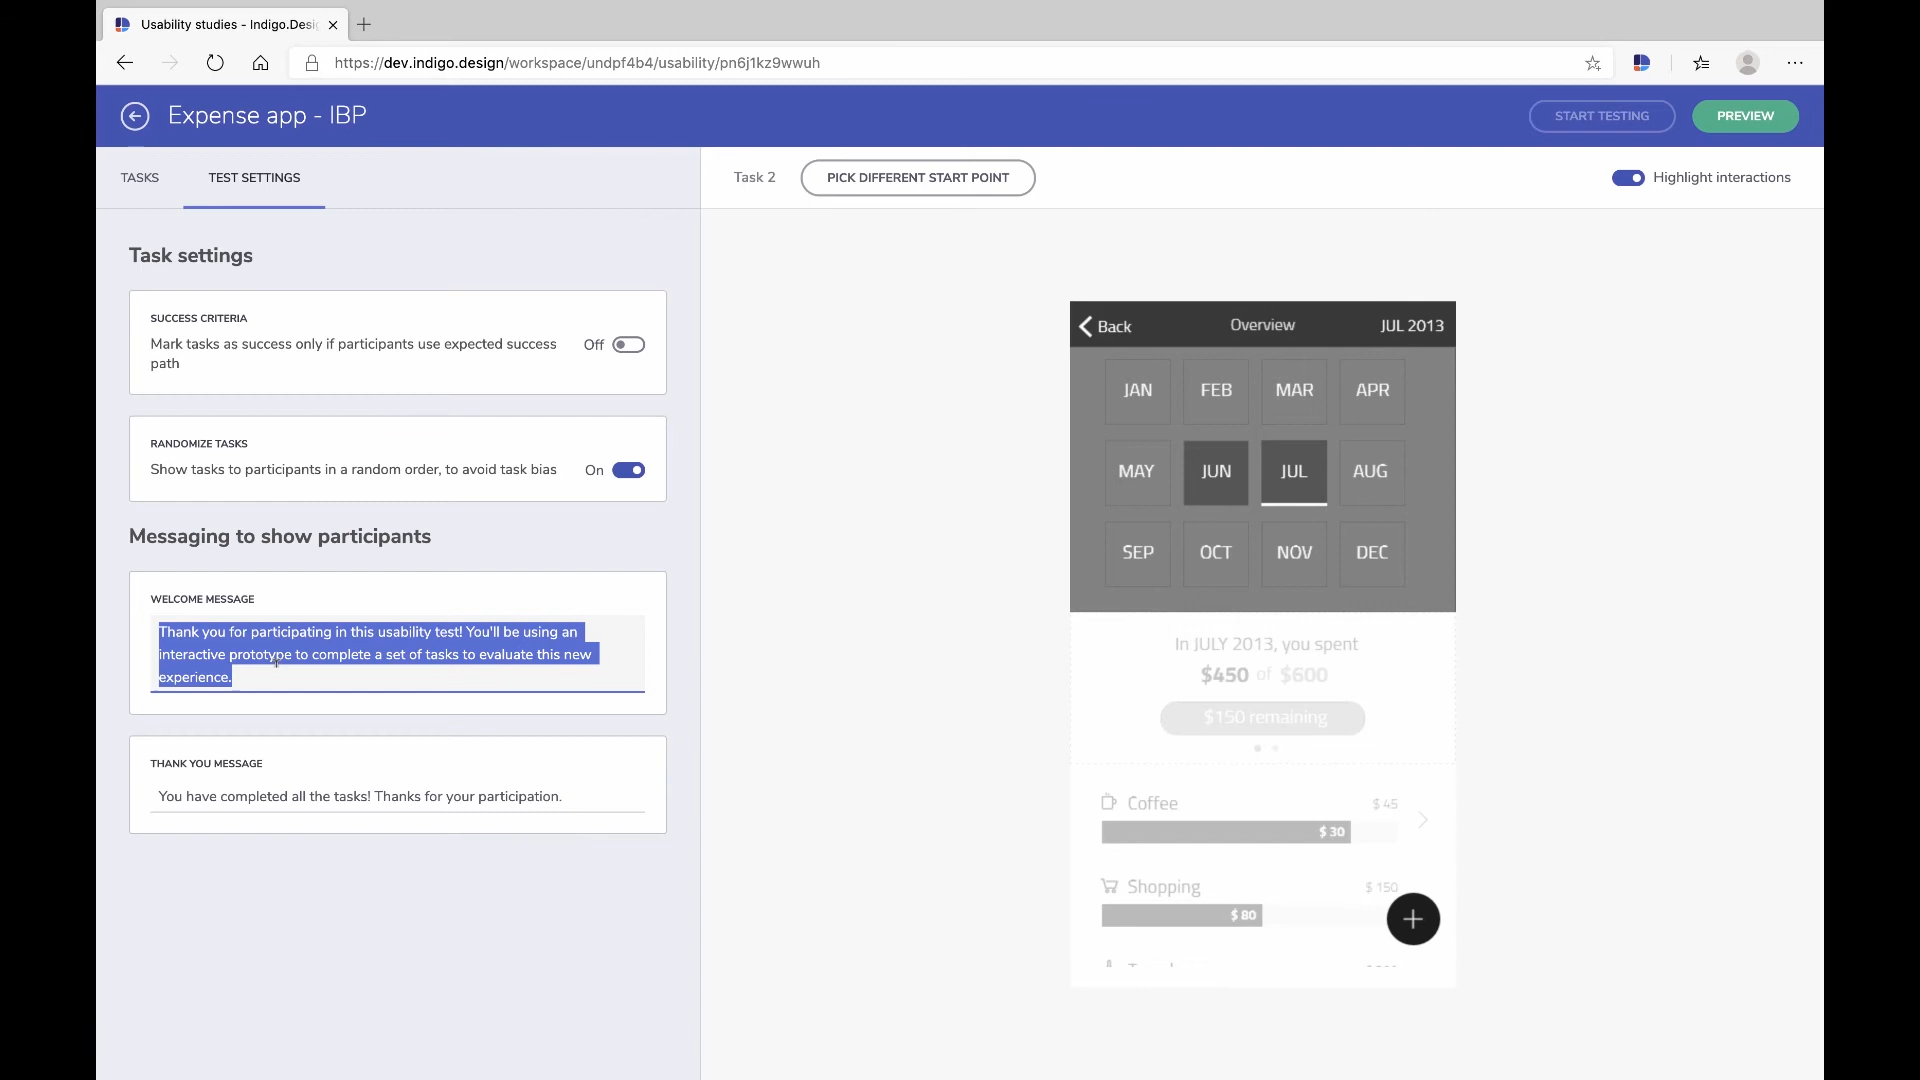 Usability studies - Indigo.Desi
https://dev.indigo.design/workspace/undpf4b4/usability/pn6j1kz9wwuh
Expense app - IBP
START TESTING
PREVIEW
TASKS
TEST SETTINGS
Task 2
PICK DIFFERENT START POINT
Highlight interactions
Task settings
SUCCESS CRITERIA
Mark tasks as success only if participants use expected success
path
Off
RANDOMIZE TASKS
Show tasks to participants in a random order, to avoid task bias
On
Messaging to show participants
WELCOME MESSAGE
Thank you for participating in this usability test! You'll be using an
interactive prototype to complete a set of tasks to evaluate this new
experience.
THANK YOU MESSAGE
You have completed all the tasks! Thanks for your participation.
Back
Overview
JUL 2013
JAN FEB MAR APR
MAY JUN JUL AUG
SEP OCT NOV DEC
In JULY 2013, you spent
$450 of $600
$150 remaining
Coffee
$ 45
$ 30
Shopping
$ 150
$ 80